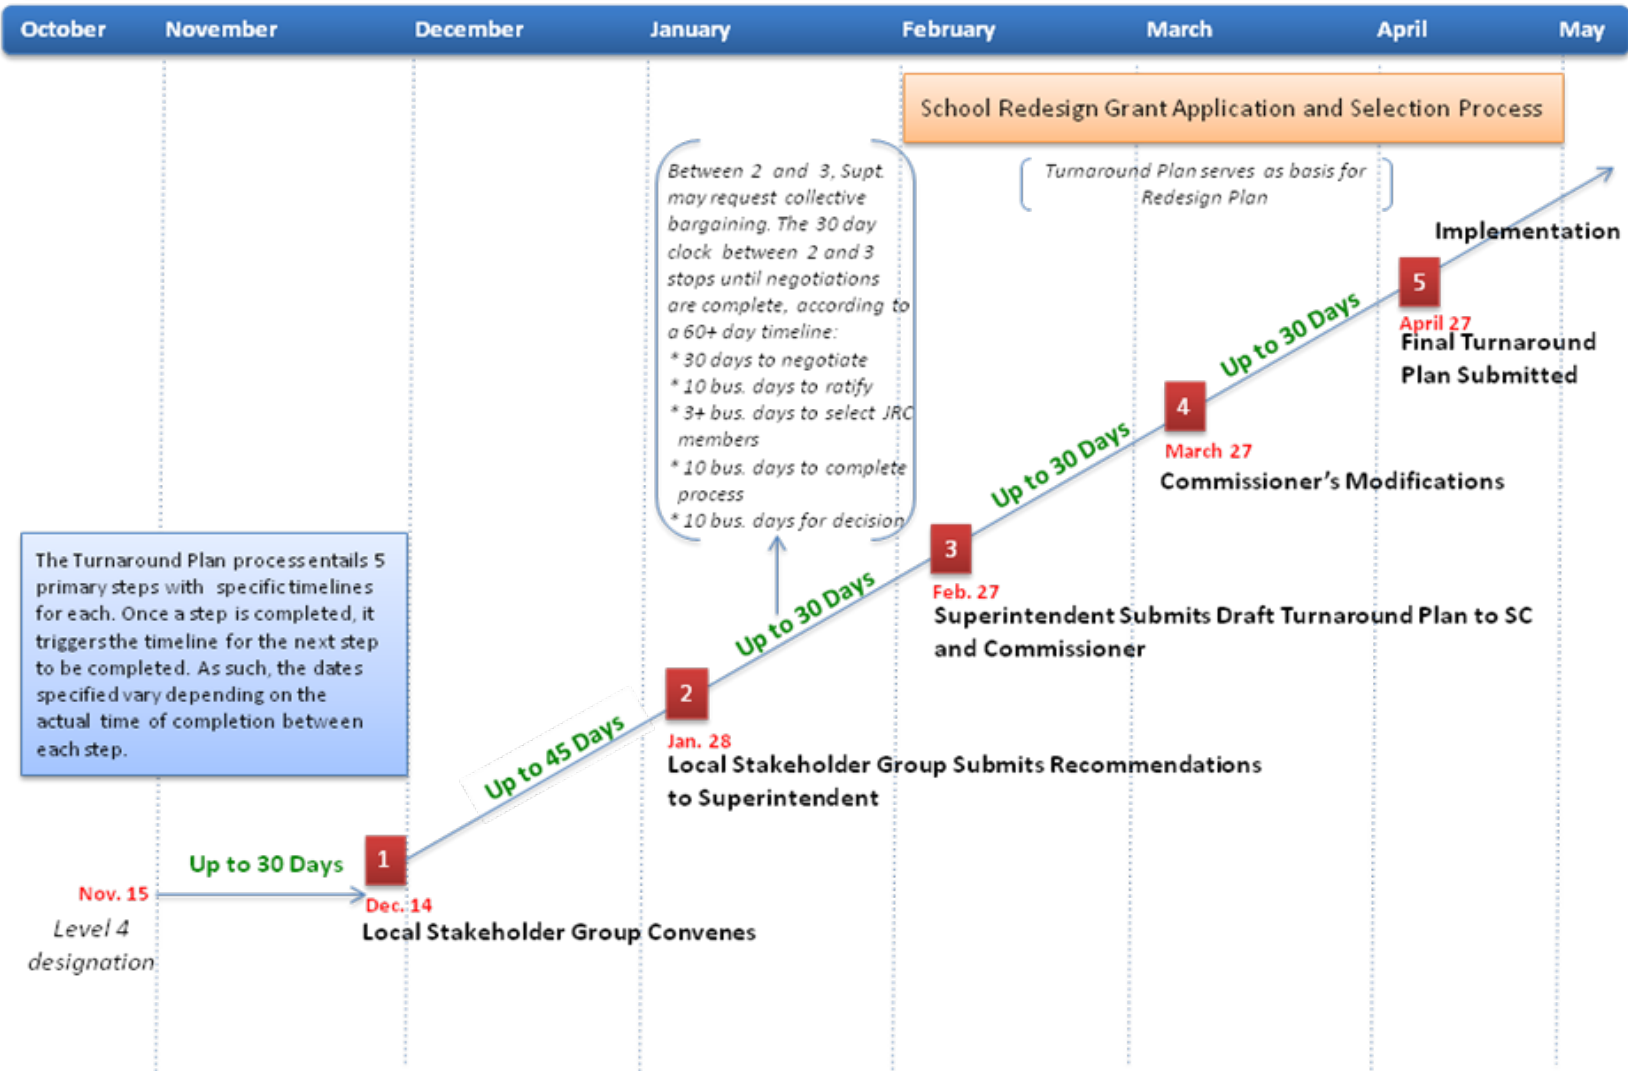 October November December January February March April May
School Redesign Grant Application and Selection Process
Between 2 and 3, Supt.
may request collective
bargaining. The 30 day
clock between 2 and 3
stops until negotiations
are complete, according to
a 60+ day timeline:
* 30 days to negotiate
* 10 bus. days to ratify
* 3+ bus. days to select JRC
members
* 10 bus. days to complete
process
* 10 bus. days for decision
Turnaround Plan serves as basis for
Redesign Plan
Implementation
5
April 27
Final Turnaround
Plan Submitted
Up to 30 Days
4
March 27
Commissioner's Modifications
Up to 30 Days
3
Feb. 27
Superintendent Submits Draft Turnaround Plan to SC
and Commissioner
Up to 30 Days
2
Jan. 28
Local Stakeholder Group Submits Recommendations
to Superintendent
Up to 45 Days
The Turnaround Plan process entails 5
primary steps with specific timelines
for each. Once a step is completed, it
triggers the timeline for the next step
to be completed. As such, the dates
specified vary depending on the
actual time of completion between
each step.
1
Dec. 14
Local Stakeholder Group Convenes
Up to 30 Days
Nov. 15
Level 4
designation